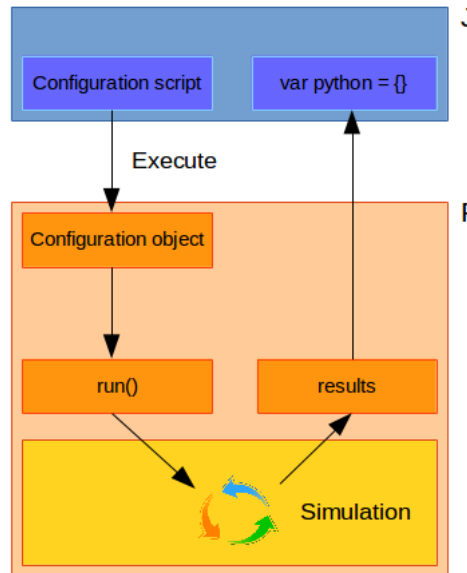 Configuration script
var python = {}
Execute
Configuration object
run()
results
Simulation